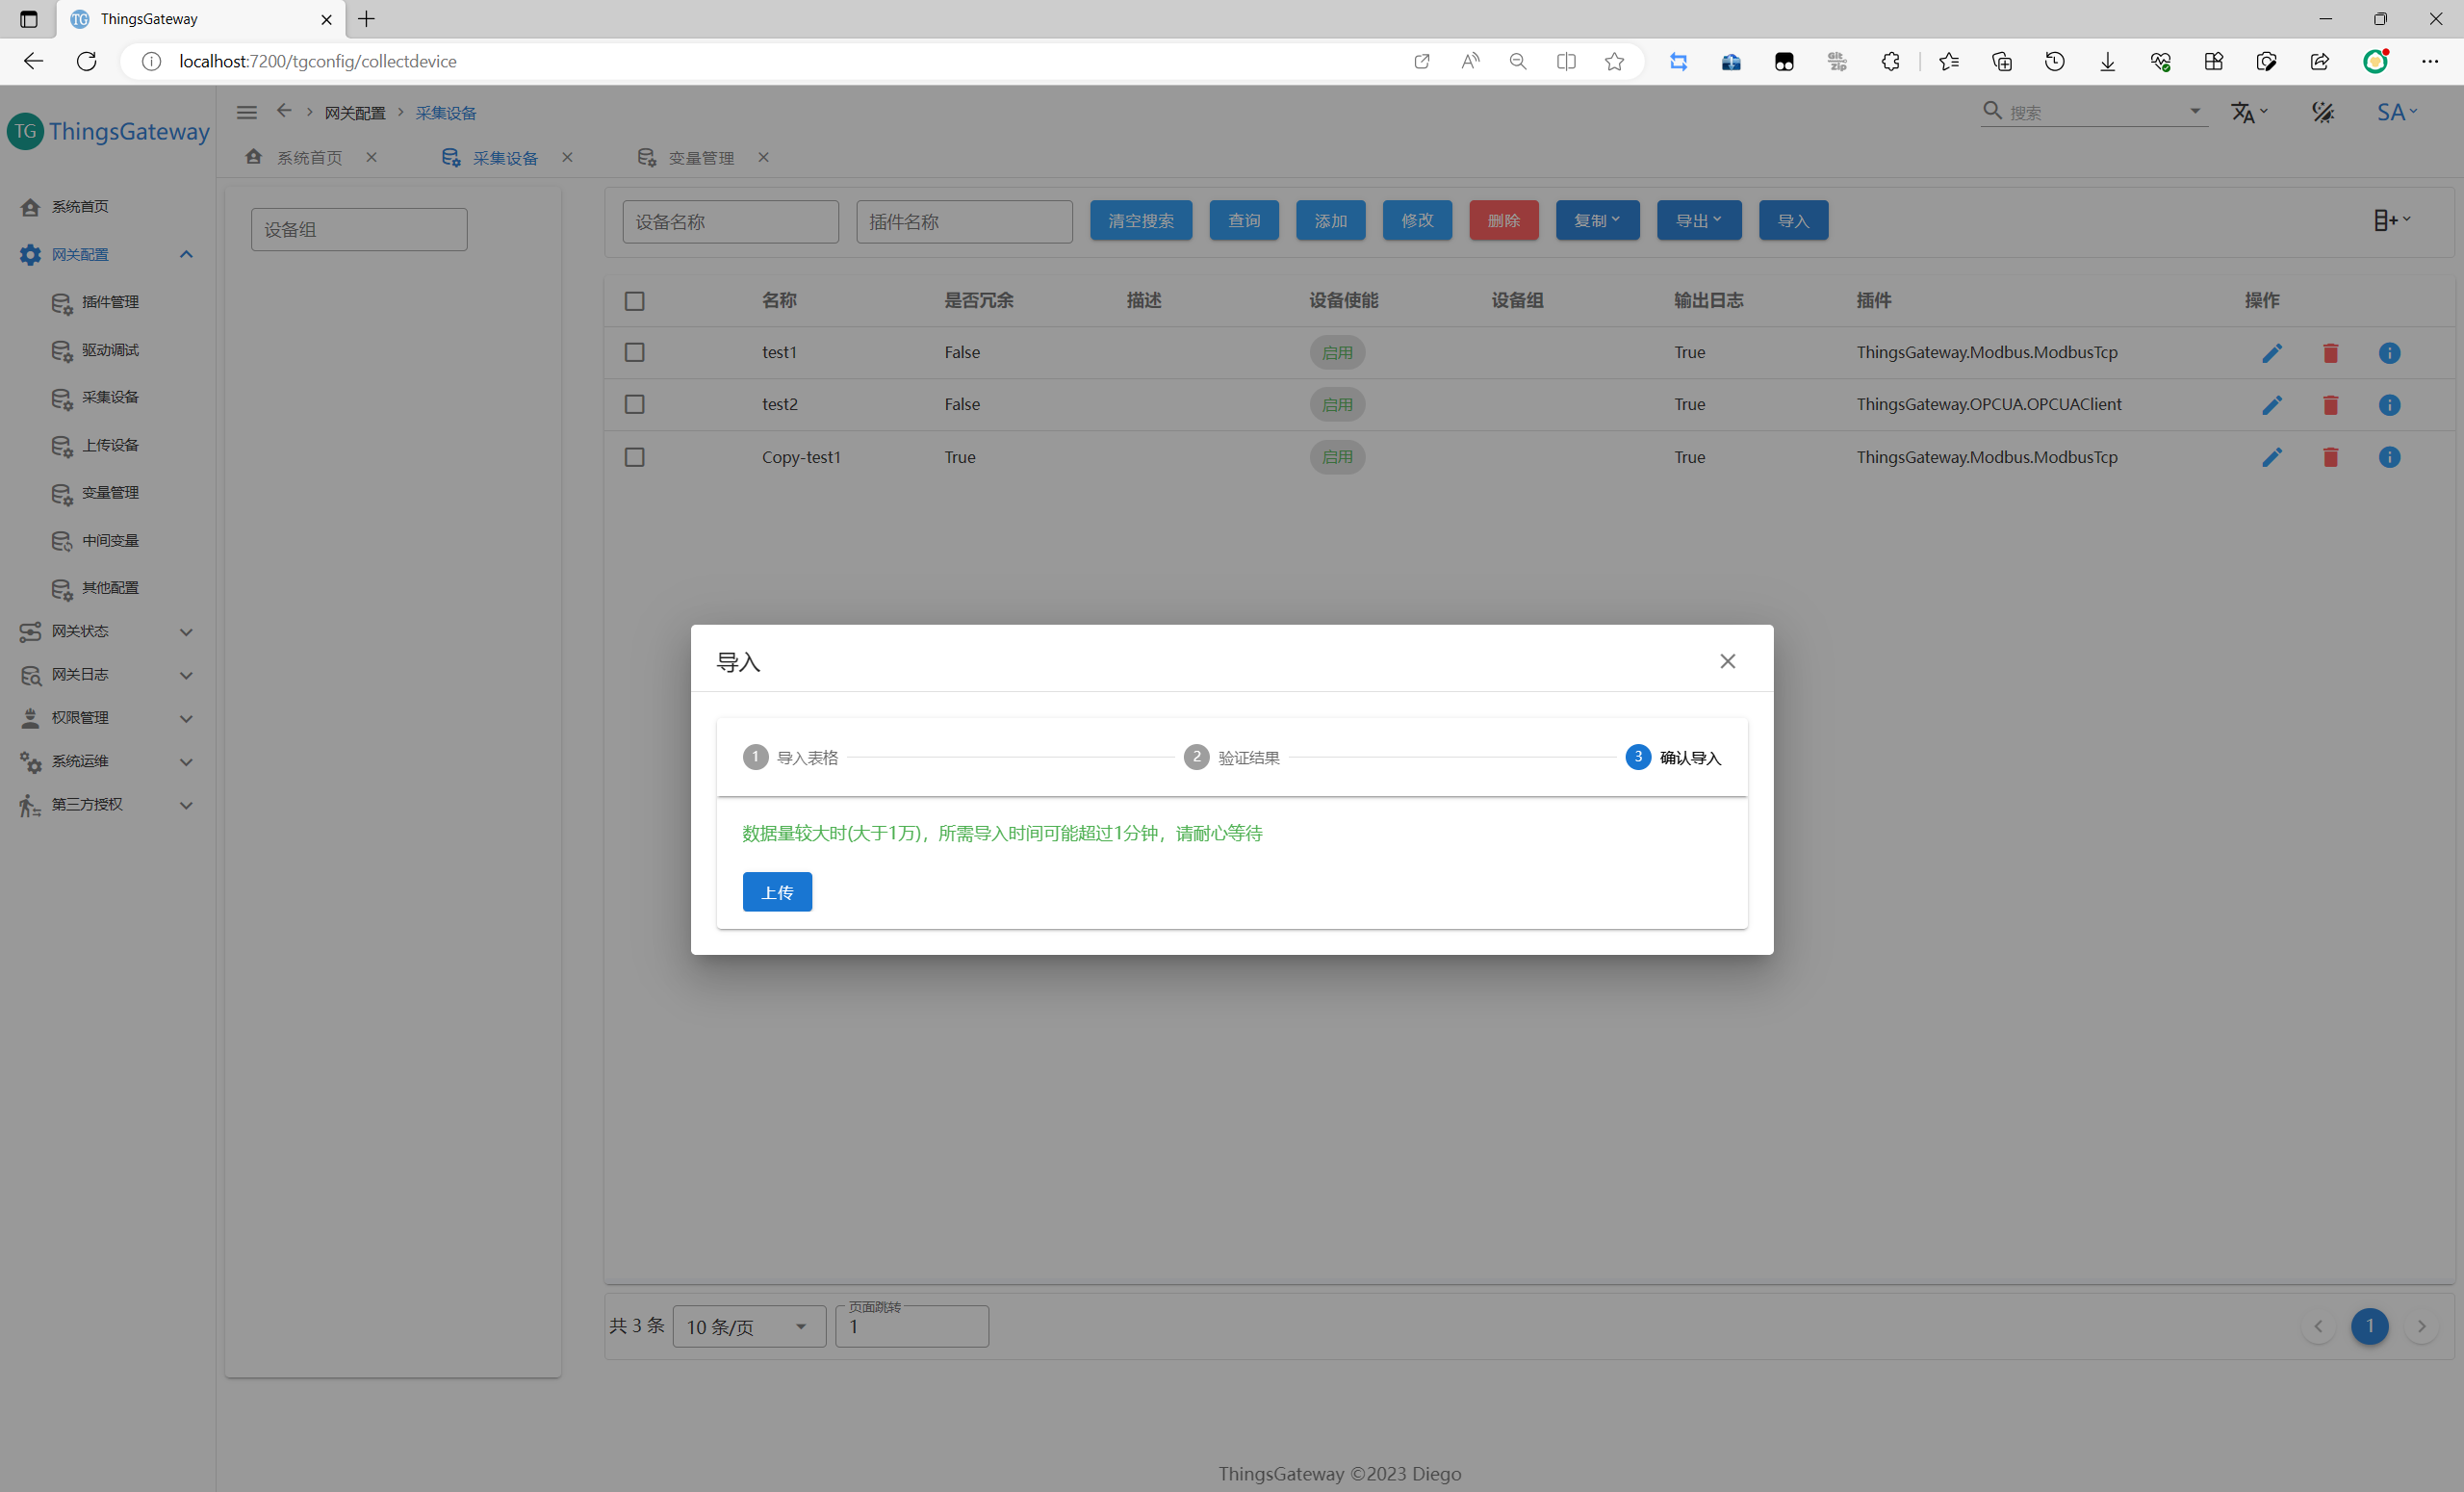 ThingsGateway
localhost:7200/tgconfig/collectdevice
Git
Zip
TG ThingsGateway
网关配置 采集设备
搜索
SA
系统首页 采集设备 变量管理
系统首页
网关配置
插件管理
驱动调试
采集设备
上传设备
变量管理
中间变量
其他配置
网关状态
网关日志
权限管理
系统运维
第三方授权
设备组
设备名称 插件名称 清空搜索 查询 添加 修改 删除 复制 导出 导入
名称 是否冗余 描述 设备使能 设备组 输出日志 插件 操作
test1 False 启用 True ThingsGateway.Modbus.ModbusTcp
test2 False 启用 True ThingsGateway.OPCUA.OPCUAClient
Copy-test1 True 启用 True ThingsGateway.Modbus.ModbusTcp
导入
1 导入表格 2 验证结果 3 确认导入
数据量较大时(大于1万)，所需导入时间可能超过1分钟，请耐心等待
上传
共 3 条 10 条/页 页面跳转 1
1
ThingsGateway ©2023 Diego